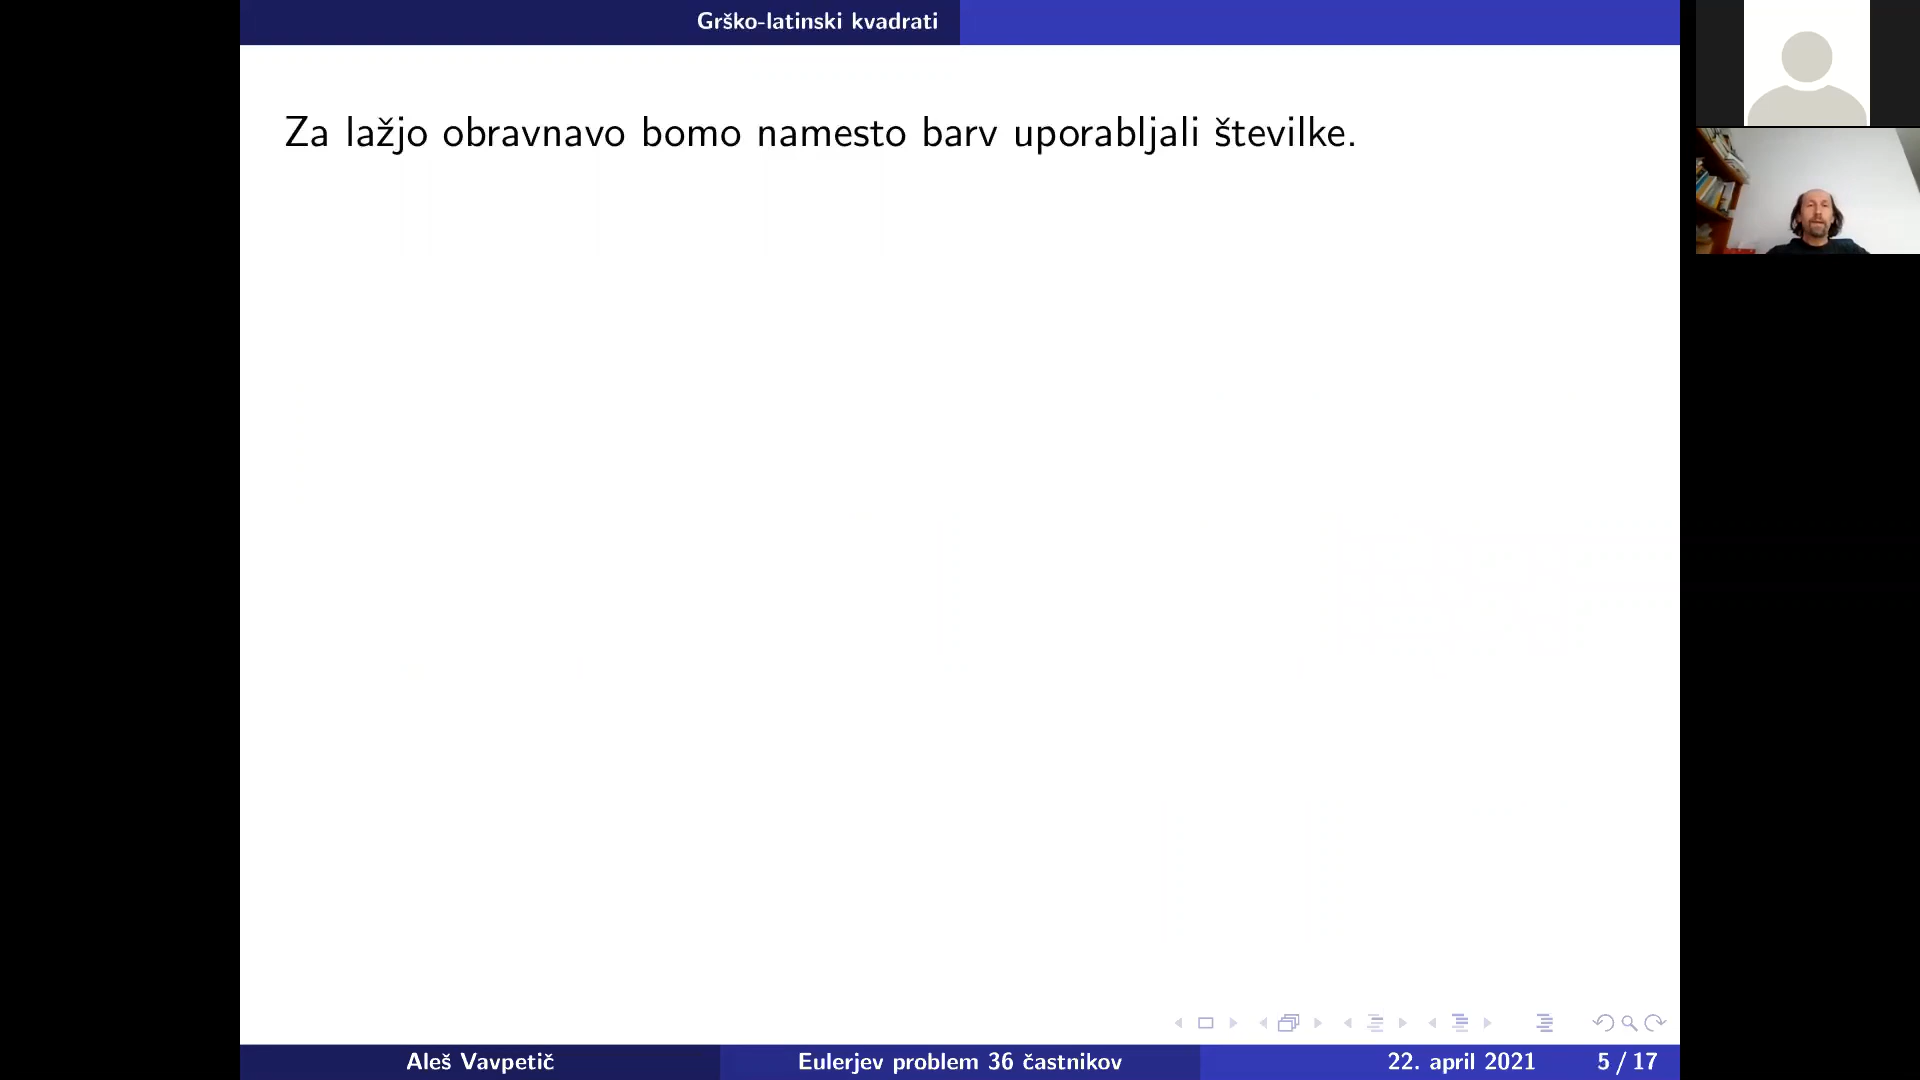 Grško-latinski kvadrati
Za lažjo obravnavo bomo namesto barv uporabljali številke.
Aleš Vavpetič
Eulerjev problem 36 častnikov
22. april 2021
5 / 17